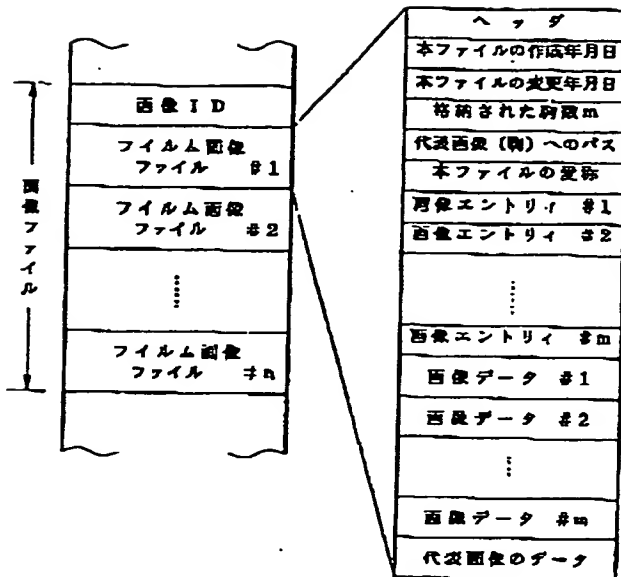 画像ファイル
画像ID
フイルム画像
ファイル #1
フイルム画像
ファイル #2
フイルム画像
ファイル #n
ヘッダ
本ファイルの作成年月日
本ファイルの変更年月日
格納された駒数m
代表画像(駒)へのパス
本ファイルの愛称
画像エントリィ #1
画像エントリィ #2
画像エントリィ #m
画像データ #1
画像データ #2
画像データ #m
代表画像のデータ